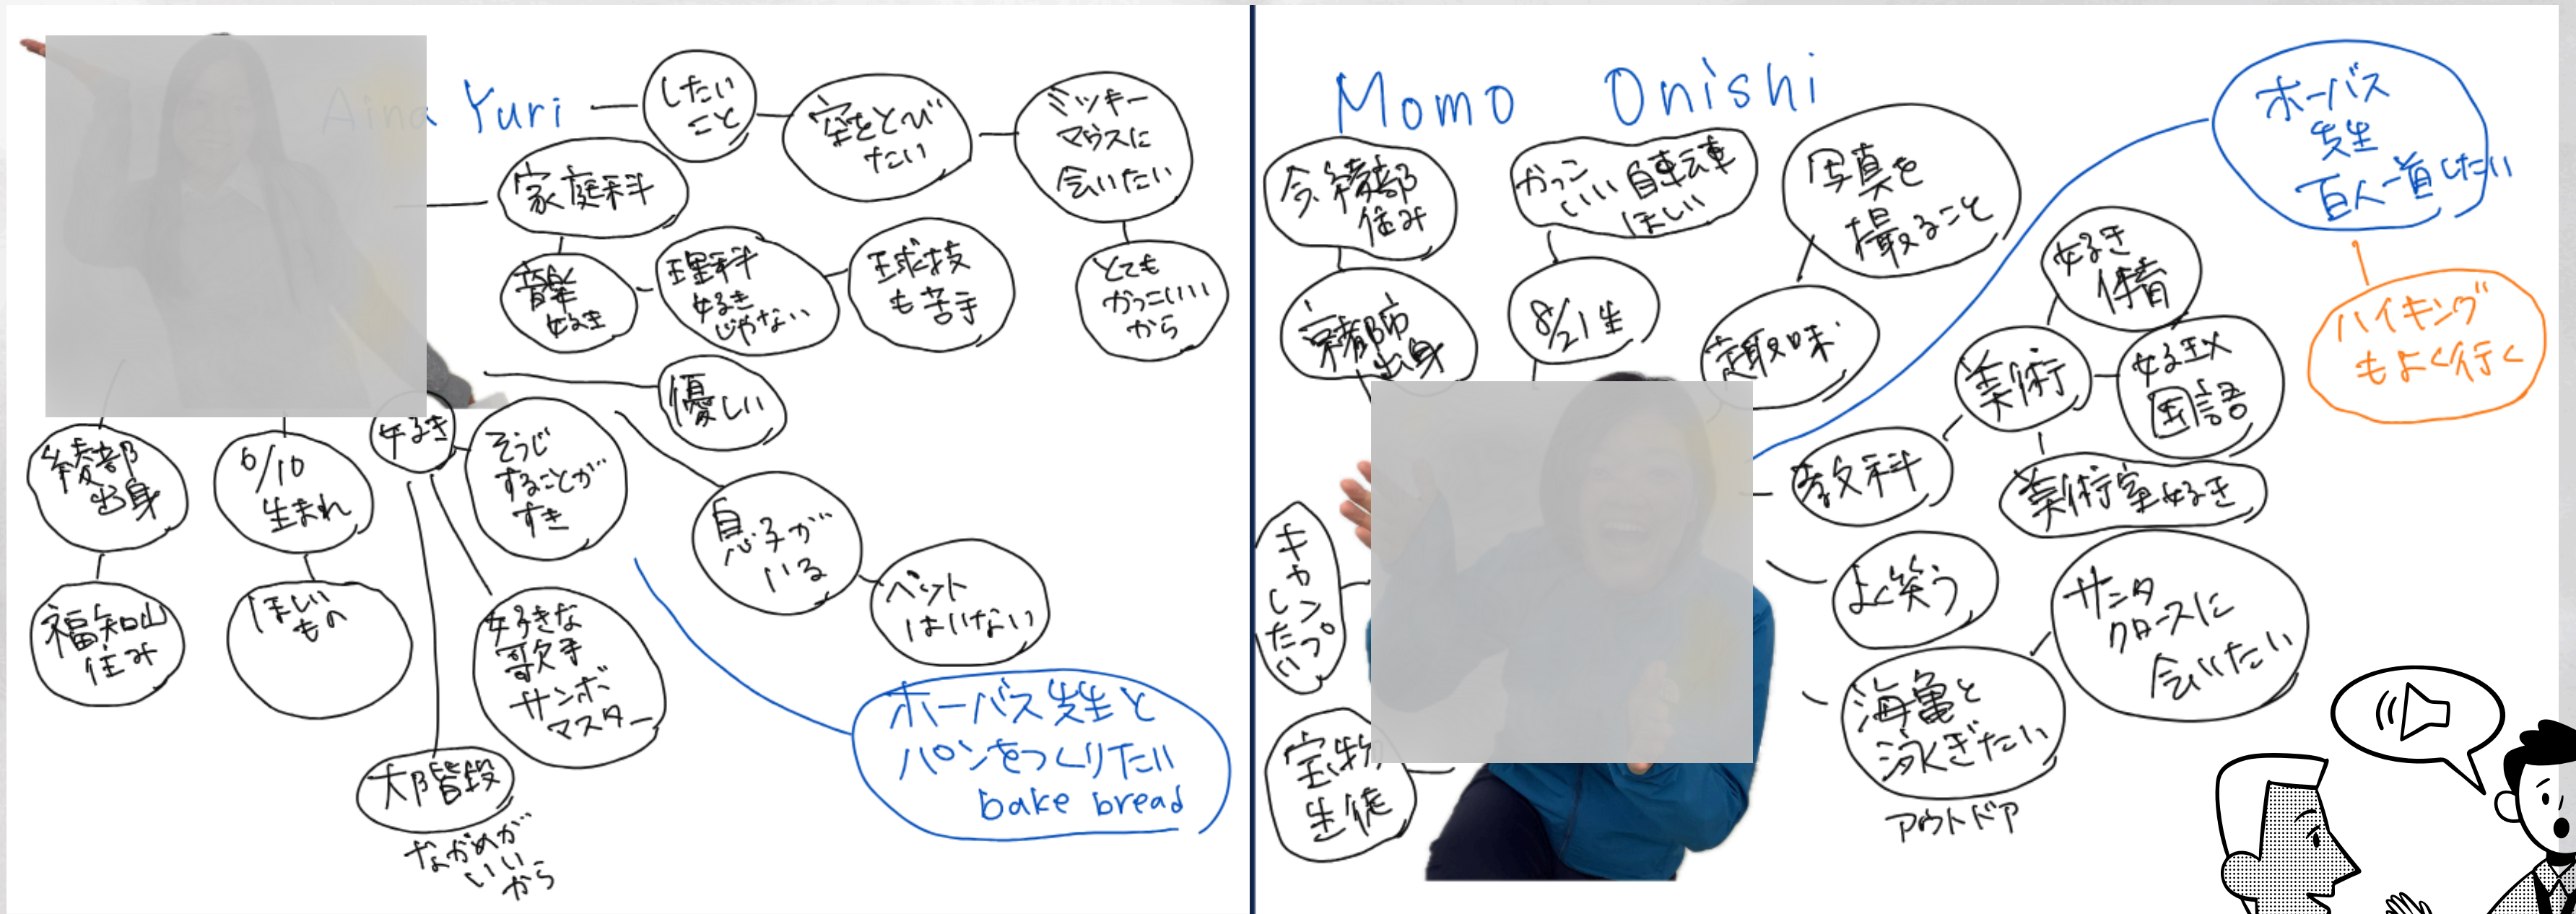 Aina Yuri
したい
こと
空をとび
たい
ミッキー
マウスに
会いたい
とても
かっこいい
から
家庭科
音楽
好き
理科
好き
じゃない
球技
も苦手
優しい
綾部
出身
福知山
住み
6/10
生まれ
ほしい
もの
好き
そうじ
することが
すき
好きな
歌手
サンボ
マスター
大階段
ながめが
いい
から
息子が
いる
ペット
はいない
ホーバス先生と
パンをつくりたい
bake bread
Momo Onishi
今綾部
住み
京都市
出身
かっこ
いい自転車
ほしい
8/21生
写真を
撮ること
趣味
ホーバス
先生
百人一首したい
ハイキング
もよく行く
好き
体育
美術
国語
教科
美術室好き
よく笑う
サンタ
クロースに
会いたい
海亀と
泳ぎたい
アウトドア
キャンプ
したい
宝物
生徒